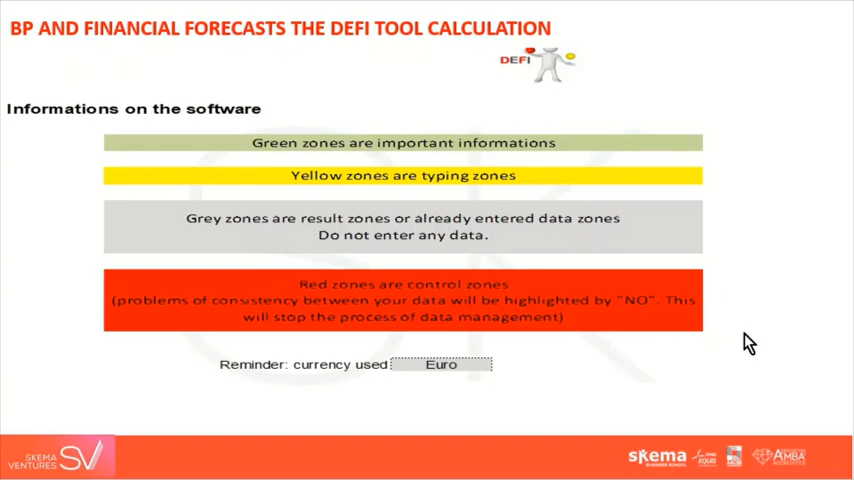 BP AND FINANCIAL FORECASTS THE DEFI TOOL CALCULATION
DEFI
Informations on the software
Green zones are important informations
Yellow zones are typing zones
Grey zones are result zones or already entered data zones
Do not enter any data.
Red zones are control zones
(problems of consistency between your data will be highlighted by "NO". This
will stop the process of data management)
Reminder: currency used Euro
SKEMA
VENTURES SV
skema
BUSINESS SCHOOL
EQUIS
AMBA